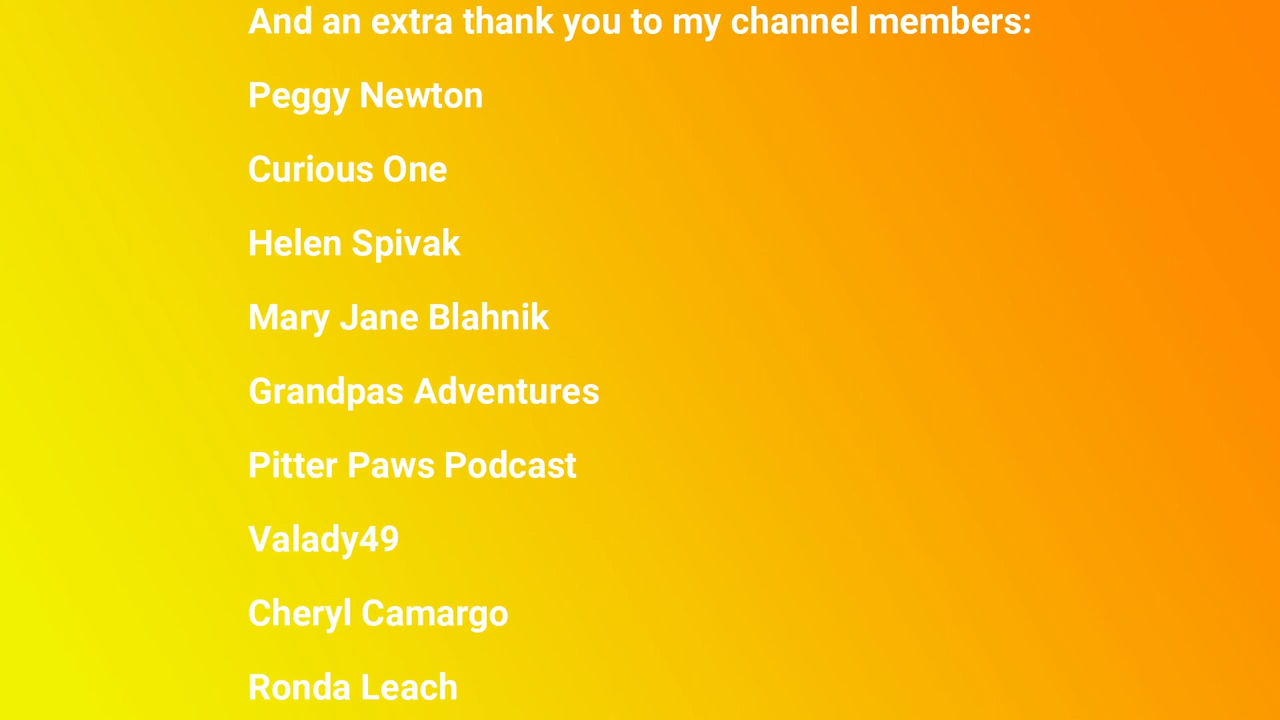 And an extra thank you to my channel members:
Peggy Newton
Curious One
Helen Spivak
Mary Jane Blahnik
Grandpas Adventures
Pitter Paws Podcast
Valady49
Cheryl Camargo
Ronda Leach